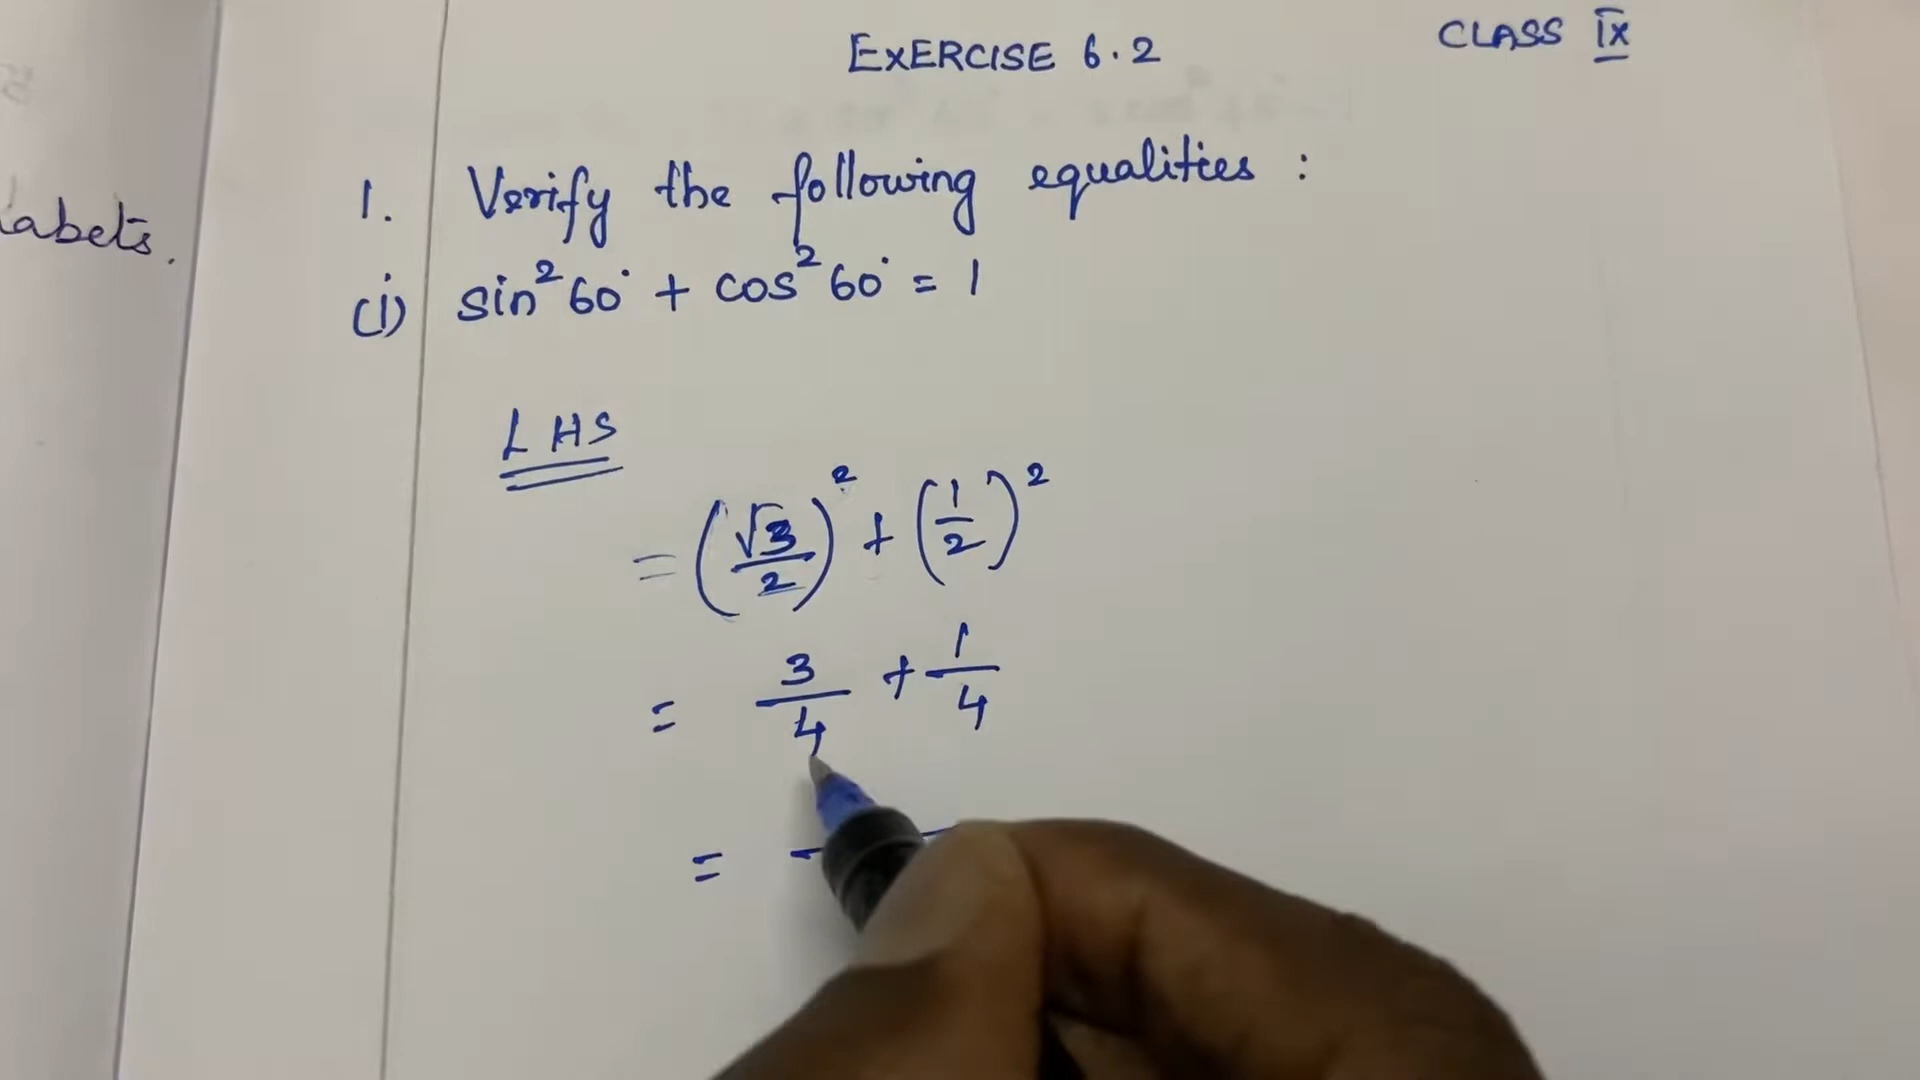 EXERCISE 6.2
CLASS IX
labels.
1. Verify the following equalities :
(i) sin²60° + cos²60° = 1
LHS
= (√3/2)² + (1/2)²
= 3/4 + 1/4
=